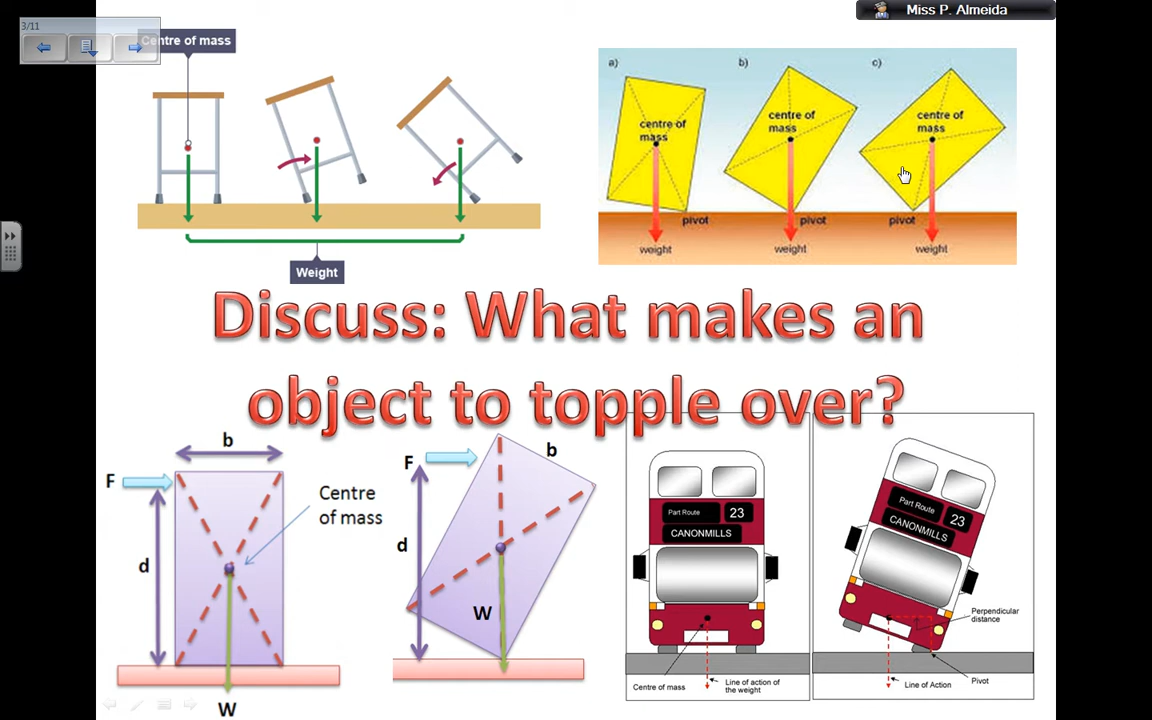 Miss P. Almeida
3/11
Centre of mass
Weight
a)
b)
c)
centre of
mass
centre of
mass
centre of
mass
pivot
pivot
pivot
weight
weight
weight
Discuss: What makes an
object to topple over?
b
F
d
Centre
of mass
W
b
F
d
W
Part Route
23
CANONMILLS
Centre of mass
Line of action of
the weight
Part Route
23
CANONMILLS
Perpendicular
distance
Line of Action
Pivot